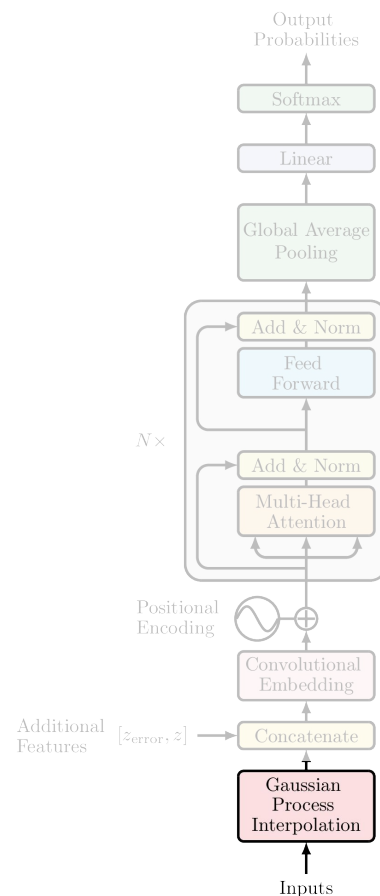 Output
Probabilities
Softmax
Linear
Global Average
Pooling
Add & Norm
Feed
Forward
N×
Add & Norm
Multi-Head
Attention
Positional
Encoding
Convolutional
Embedding
Additional
Features
[z_error, z]
Concatenate
Gaussian
Process
Interpolation
Inputs